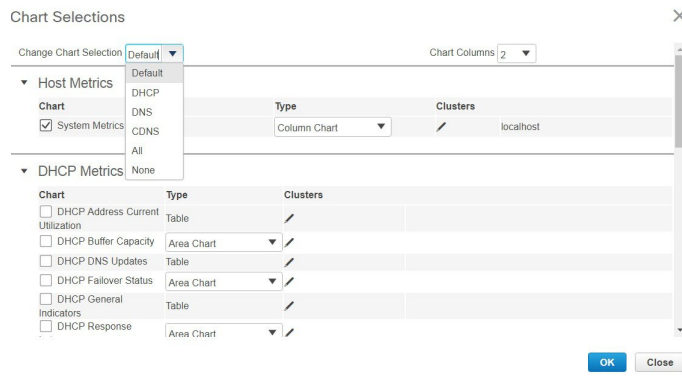 Chart Selections
Change Chart Selection Default
Chart Columns 2
Default
DHCP
DNS
CDNS
All
None
Host Metrics
Chart Type Clusters
System Metrics Column Chart localhost
DHCP Metrics
Chart Type Clusters
DHCP Address Current
Utilization
Table
DHCP Buffer Capacity Area Chart
DHCP DNS Updates Table
DHCP Failover Status Area Chart
DHCP General
Indicators
Table
DHCP Response
Area Chart
OK Close